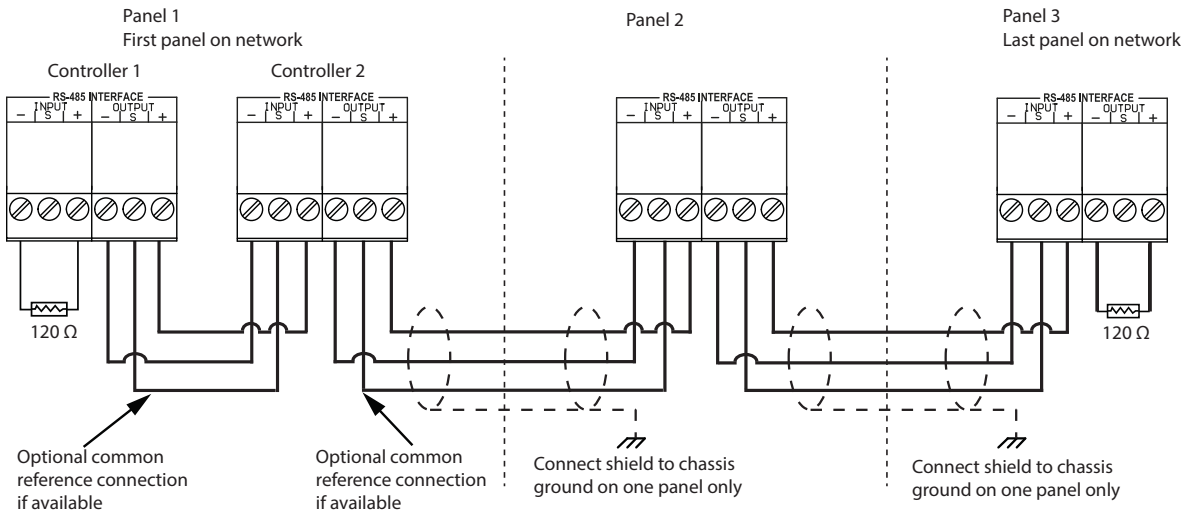 Panel 1
First panel on network
Panel 2
Panel 3
Last panel on network
Controller 1
Controller 2
RS-485 INTERFACE
INPUT OUTPUT
– S + – S +
RS-485 INTERFACE
INPUT OUTPUT
– S + – S +
RS-485 INTERFACE
INPUT OUTPUT
– S + – S +
RS-485 INTERFACE
INPUT OUTPUT
– S + – S +
120 Ω
120 Ω
Optional common
reference connection
if available
Optional common
reference connection
if available
Connect shield to chassis
ground on one panel only
Connect shield to chassis
ground on one panel only